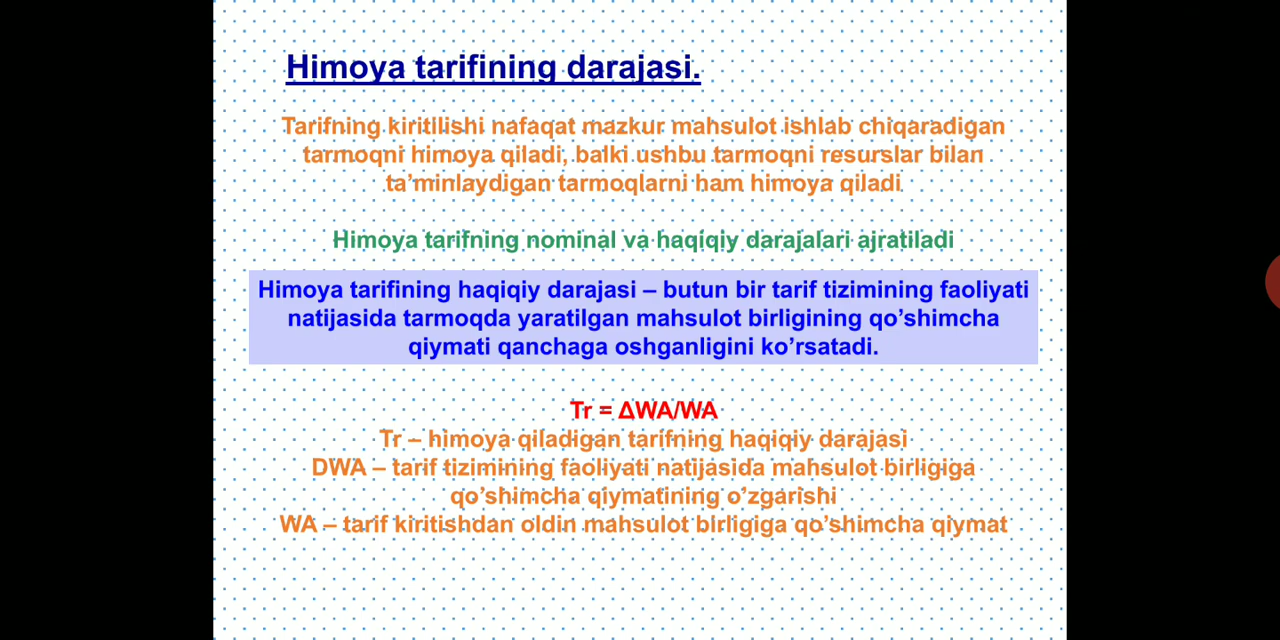 Himoya tarifining darajasi.
Tarifning kiritilishi nafaqat mazkur mahsulot ishlab chiqaradigan
tarmoqni himoya qiladi, balki ushbu tarmoqni resurslar bilan
ta’minlaydigan tarmoqlarni ham himoya qiladi
Himoya tarifning nominal va haqiqiy darajalari ajratiladi
Himoya tarifining haqiqiy darajasi – butun bir tarif tizimining faoliyati
natijasida tarmoqda yaratilgan mahsulot birligining qo’shimcha
qiymati qanchaga oshganligini ko’rsatadi.
Tr = ΔWA/WA
Tr – himoya qiladigan tarifning haqiqiy darajasi
DWA – tarif tizimining faoliyati natijasida mahsulot birligiga
qo’shimcha qiymatining o’zgarishi
WA – tarif kiritishdan oldin mahsulot birligiga qo’shimcha qiymat